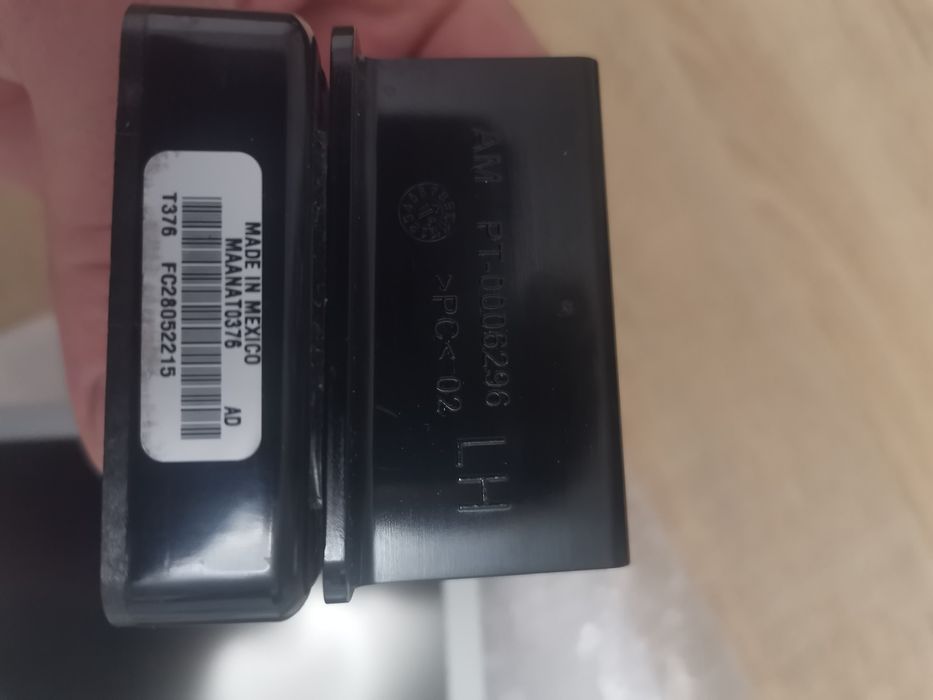 MADE IN MEXICO
MAANAT0376 AD
T376 FC28052215
AM PT-0006296 LH
>PC< 02